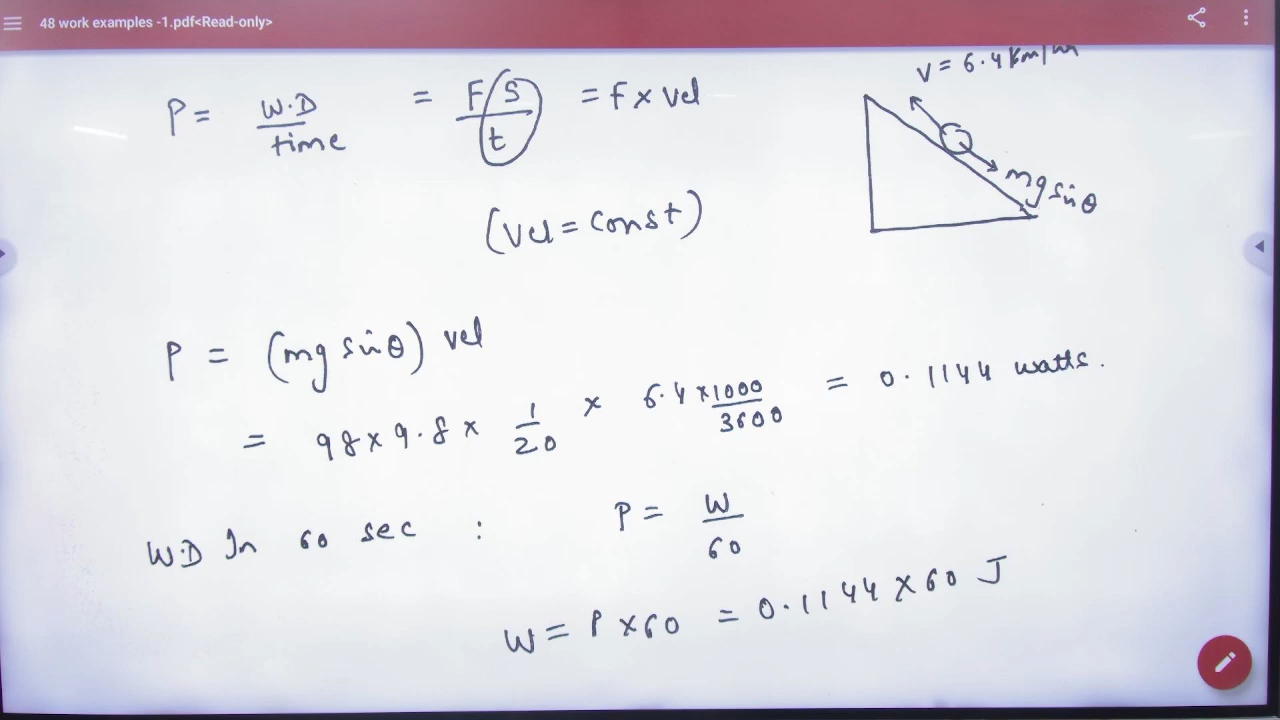 48 work examples -1.pdf<Read-only>
V = 6.4 Km/hr
P = W.D/time = F S/t = F x vel
mg sinθ
(Vel = const)
P = (mg sinθ) vel
= 98 x 9.8 x 1/20 x 6.4 x 1000/3600 = 0.1144 watts.
W.D In 60 sec : P = W/60
W = P x 60 = 0.1144 x 60 J